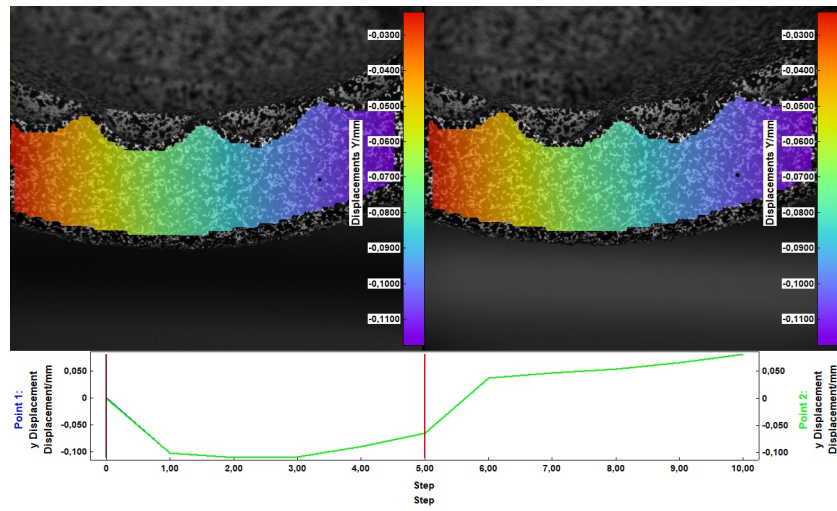 -0,0300
-0,0400
-0,0500
-0,0600
-0,0700
-0,0800
-0,0900
-0,1000
-0,1100
Displacements Y/mm
-0,0300
-0,0400
-0,0500
-0,0600
-0,0700
-0,0800
-0,0900
-0,1000
-0,1100
Displacements Y/mm
Point 1:
y Displacement
Displacement/mm
0,050
0
-0,050
-0,100
0,050
0
-0,050
-0,100
Point 2:
y Displacement
Displacement/mm
0 1,00 2,00 3,00 4,00 5,00 6,00 7,00 8,00 9,00 10,00
Step
Step